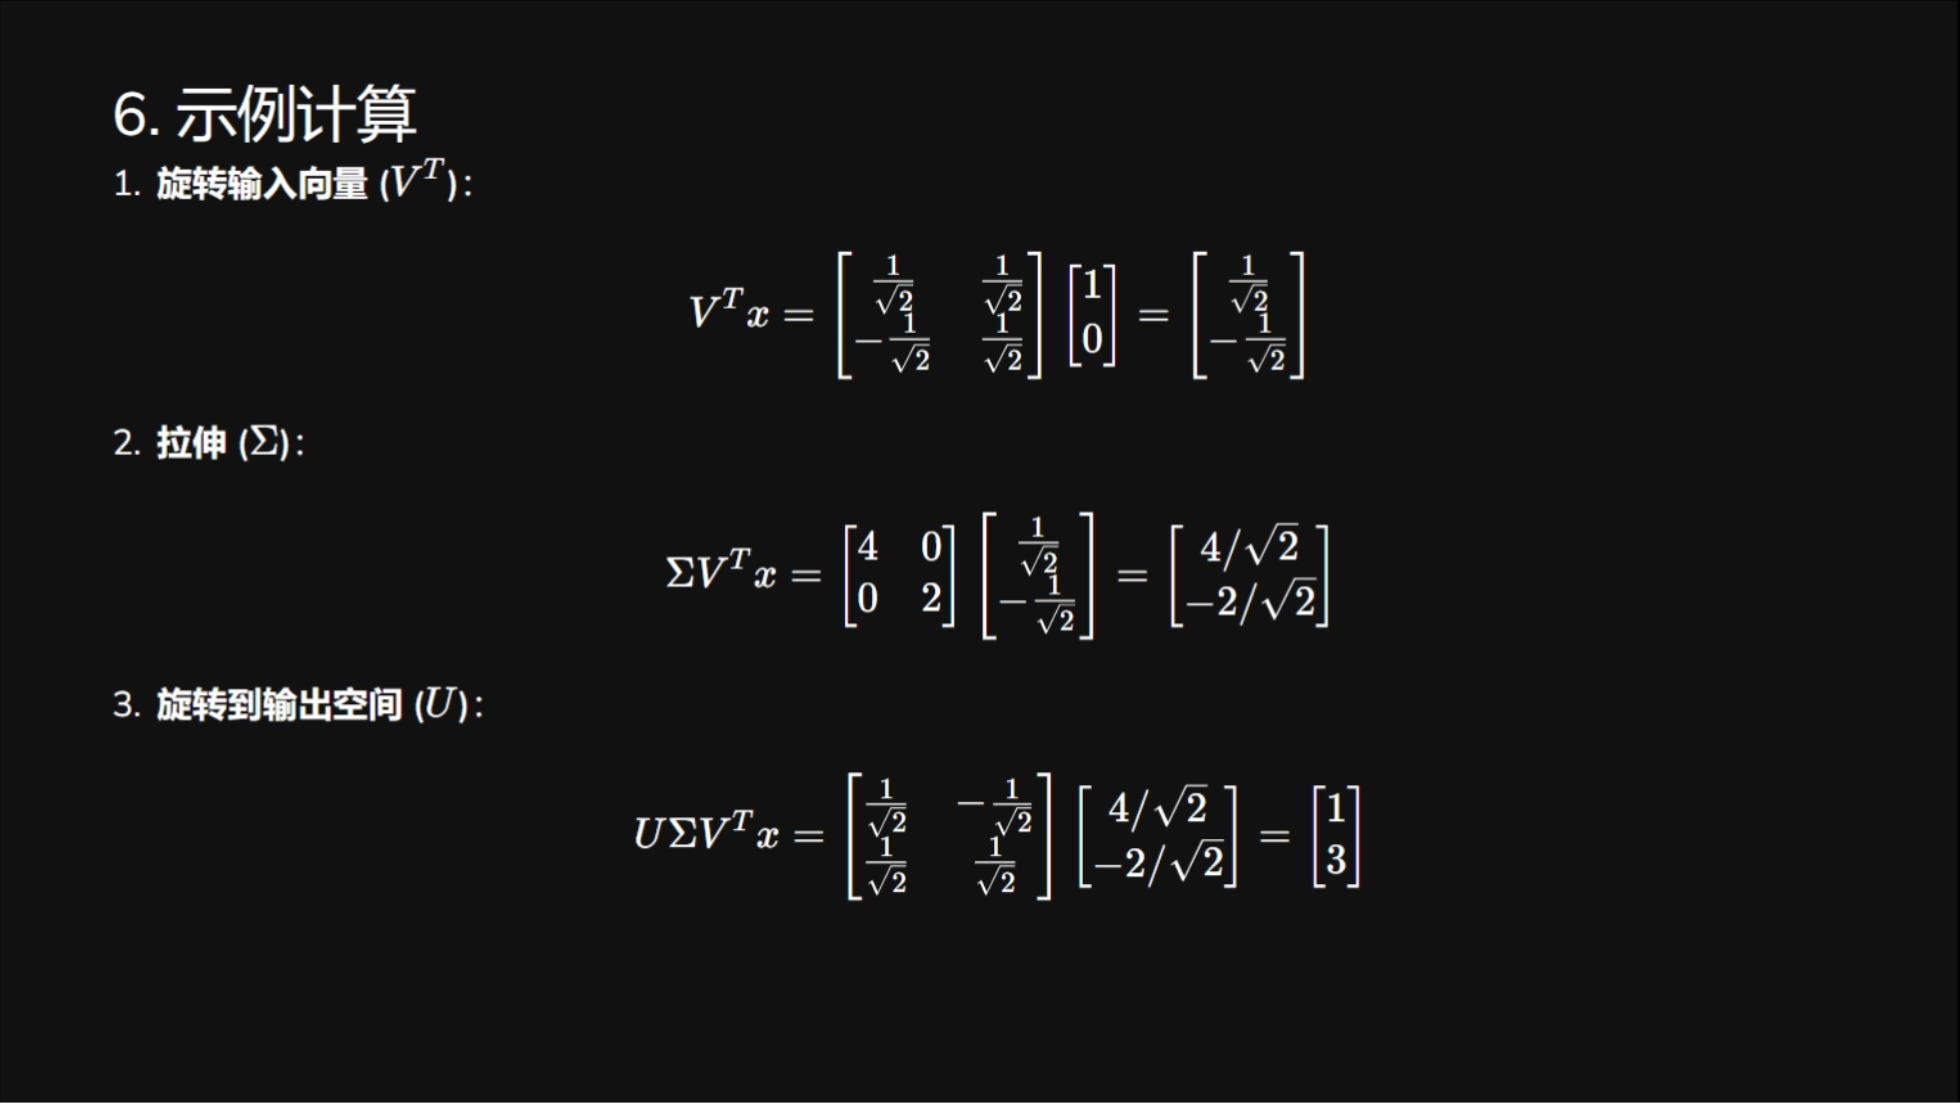 6. 示例计算
1. 旋转输入向量 (V^T)：
V^T x = [1/√2 1/√2; −1/√2 1/√2] [1; 0] = [1/√2; −1/√2]
2. 拉伸 (Σ)：
ΣV^T x = [4 0; 0 2] [1/√2; −1/√2] = [4/√2; −2/√2]
3. 旋转到输出空间 (U)：
UΣV^T x = [1/√2 −1/√2; 1/√2 1/√2] [4/√2; −2/√2] = [1; 3]